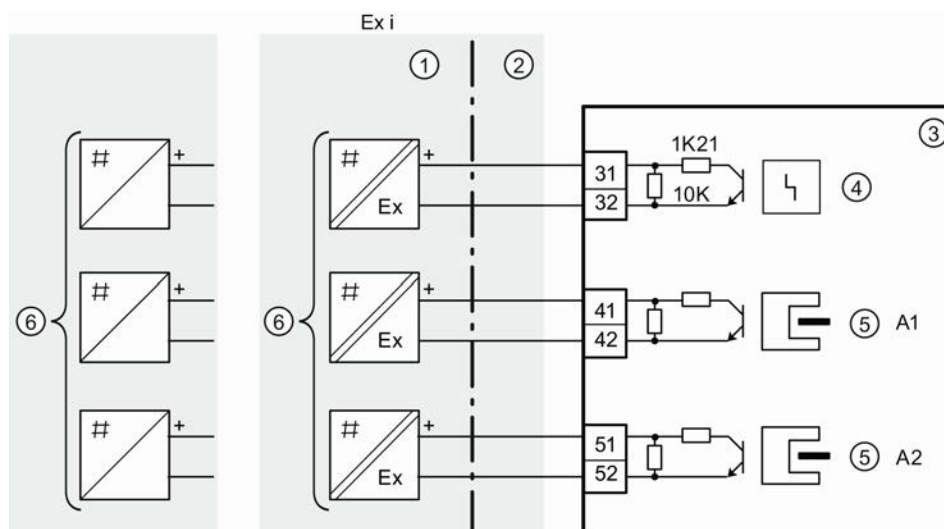 Ex i
① ②
③
# + # + 31 1K21
Ex 32 10K ④
⑥ # + ⑥ # + 41 ⑤ A1
Ex 42
# + # + 51 ⑤ A2
Ex 52